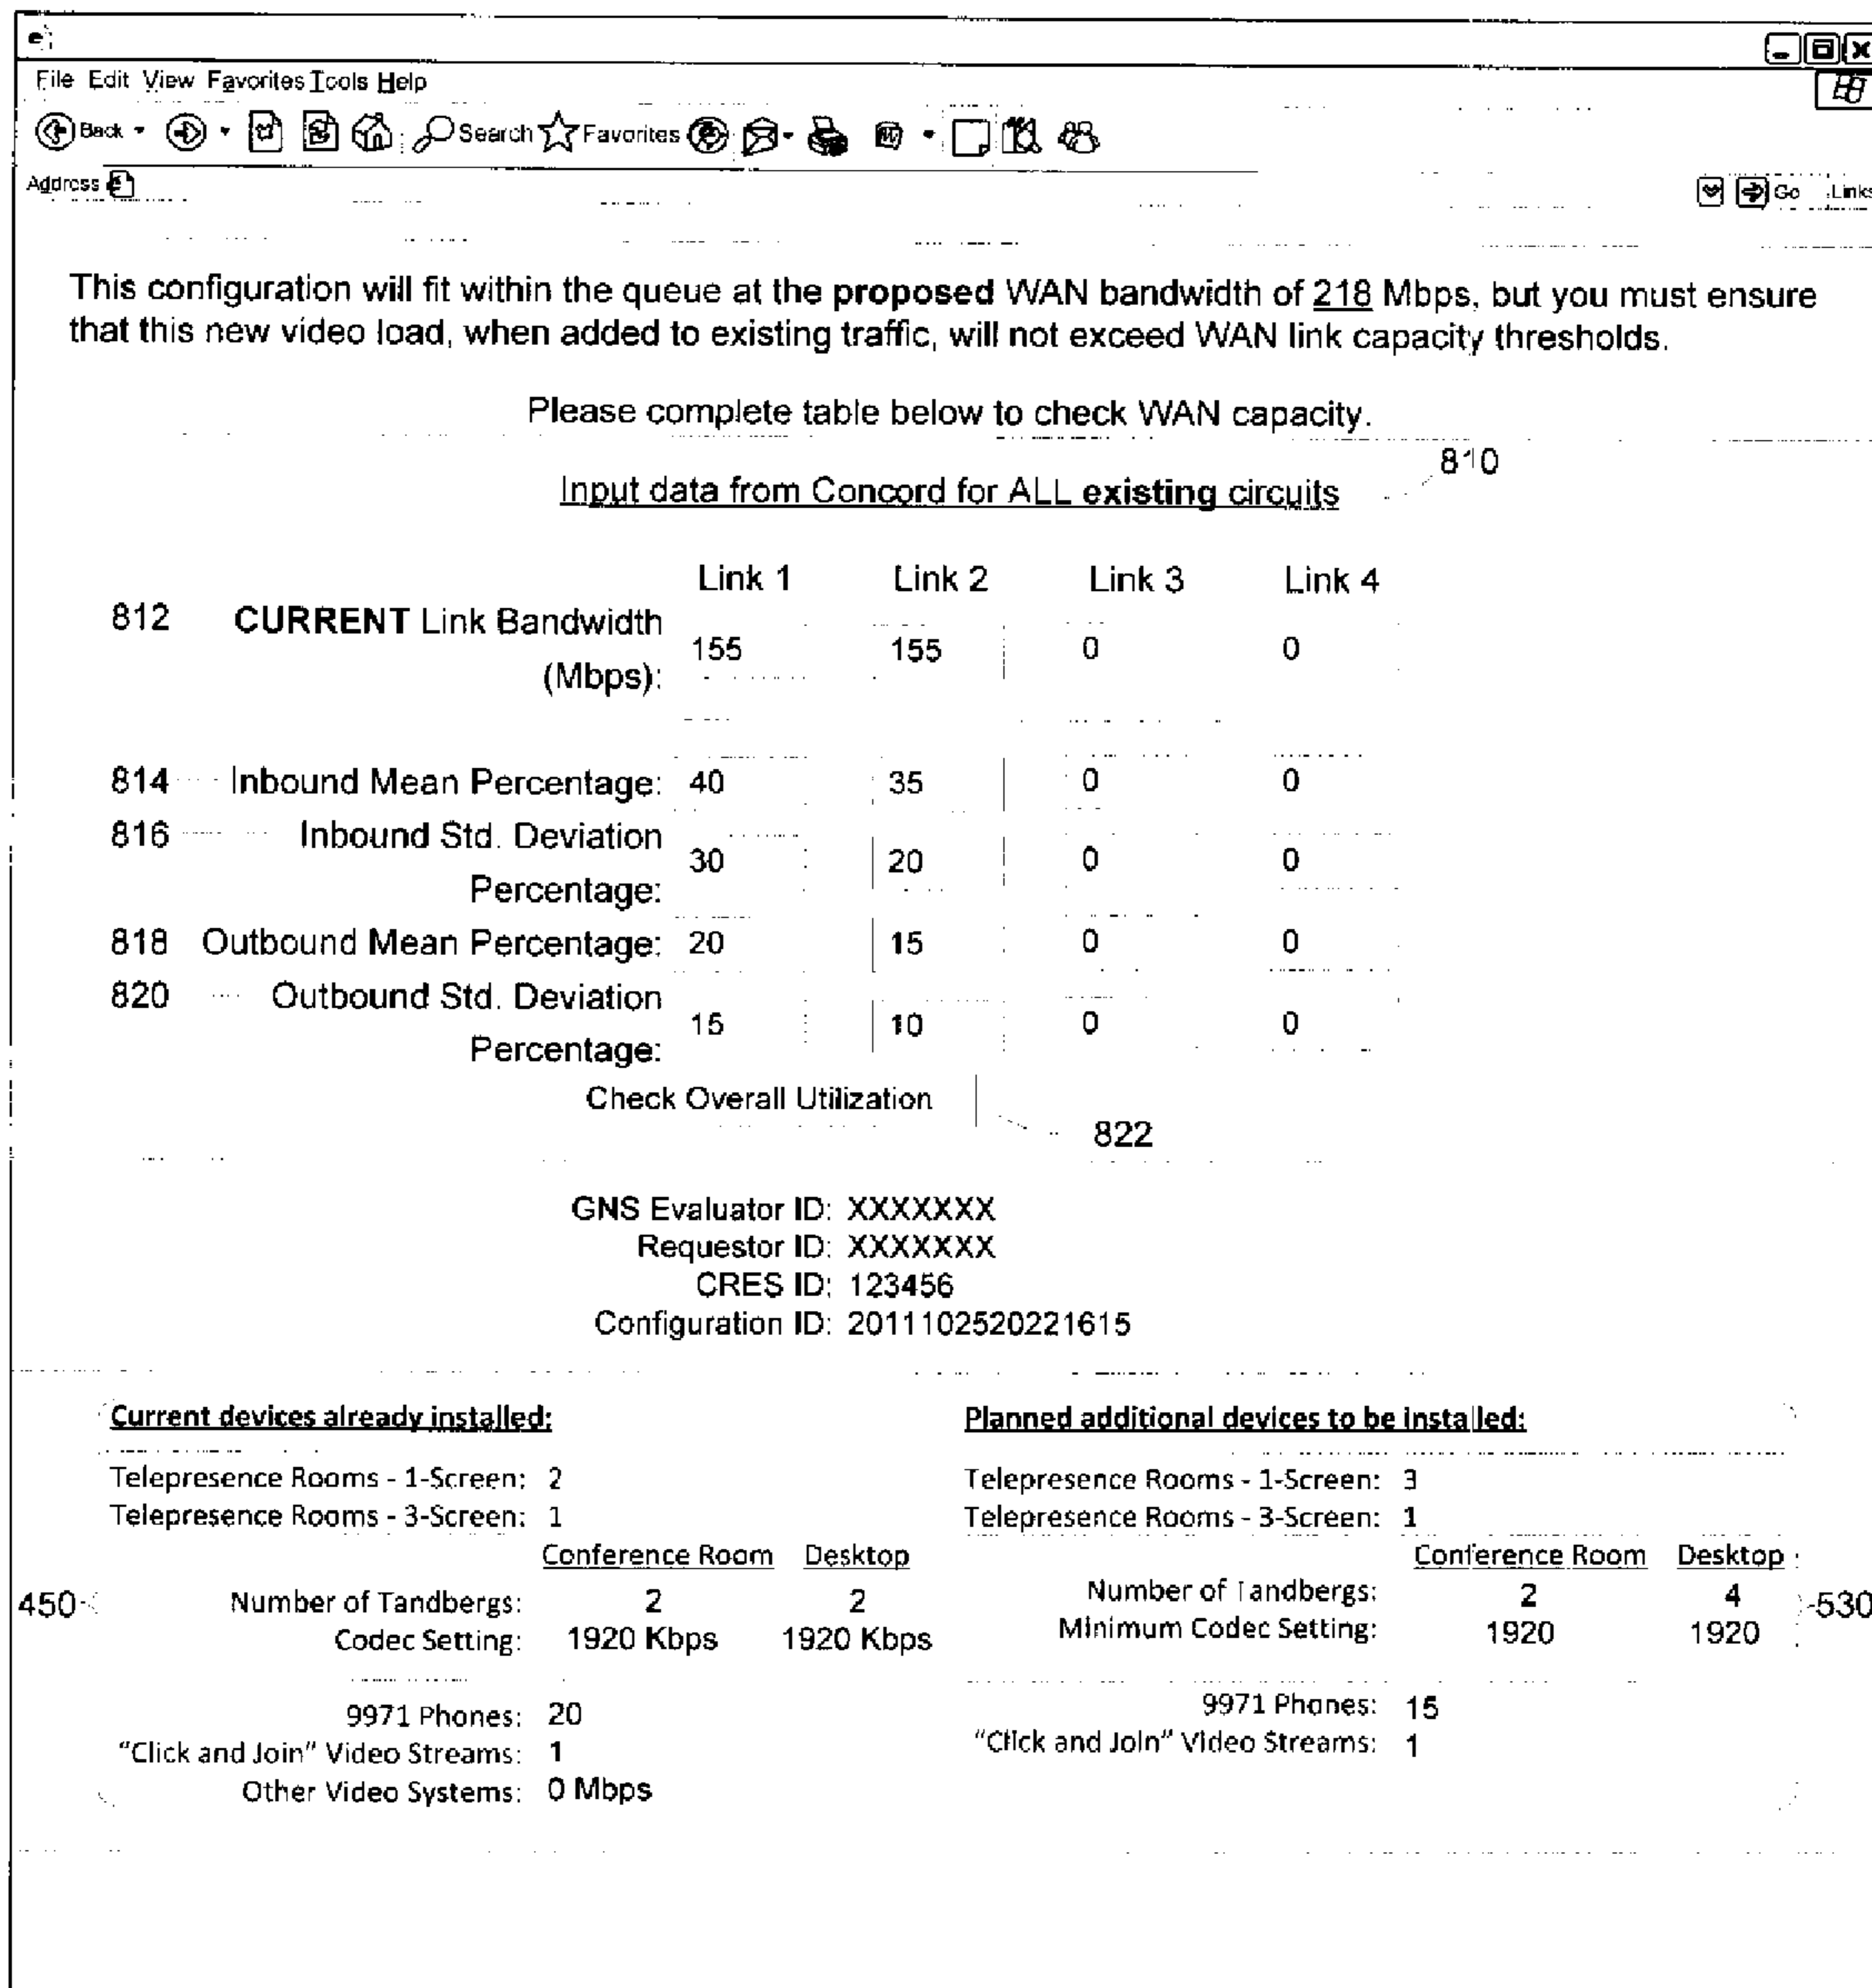 e
File Edit View Favorites Tools Help
Back Search Favorites
Address Go Links
This configuration will fit within the queue at the proposed WAN bandwidth of 218 Mbps, but you must ensure
that this new video load, when added to existing traffic, will not exceed WAN link capacity thresholds.
Please complete table below to check WAN capacity.
810
Input data from Concord for ALL existing circuits
Link 1 Link 2 Link 3 Link 4
812 CURRENT Link Bandwidth
(Mbps): 155 155 0 0
814 Inbound Mean Percentage: 40 35 0 0
816 Inbound Std. Deviation
Percentage: 30 20 0 0
818 Outbound Mean Percentage: 20 15 0 0
820 Outbound Std. Deviation
Percentage: 15 10 0 0
Check Overall Utilization
822
GNS Evaluator ID: XXXXXXX
Requestor ID: XXXXXXX
CRES ID: 123456
Configuration ID: 2011102520221615
Current devices already installed:
Telepresence Rooms - 1-Screen: 2
Telepresence Rooms - 3-Screen: 1
Conference Room Desktop
450 Number of Tandbergs: 2 2
Codec Setting: 1920 Kbps 1920 Kbps
9971 Phones: 20
"Click and Join" Video Streams: 1
Other Video Systems: 0 Mbps
Planned additional devices to be installed:
Telepresence Rooms - 1-Screen: 3
Telepresence Rooms - 3-Screen: 1
Conference Room Desktop
Number of Tandbergs: 2 4 530
Minimum Codec Setting: 1920 1920
9971 Phones: 15
"Click and Join" Video Streams: 1